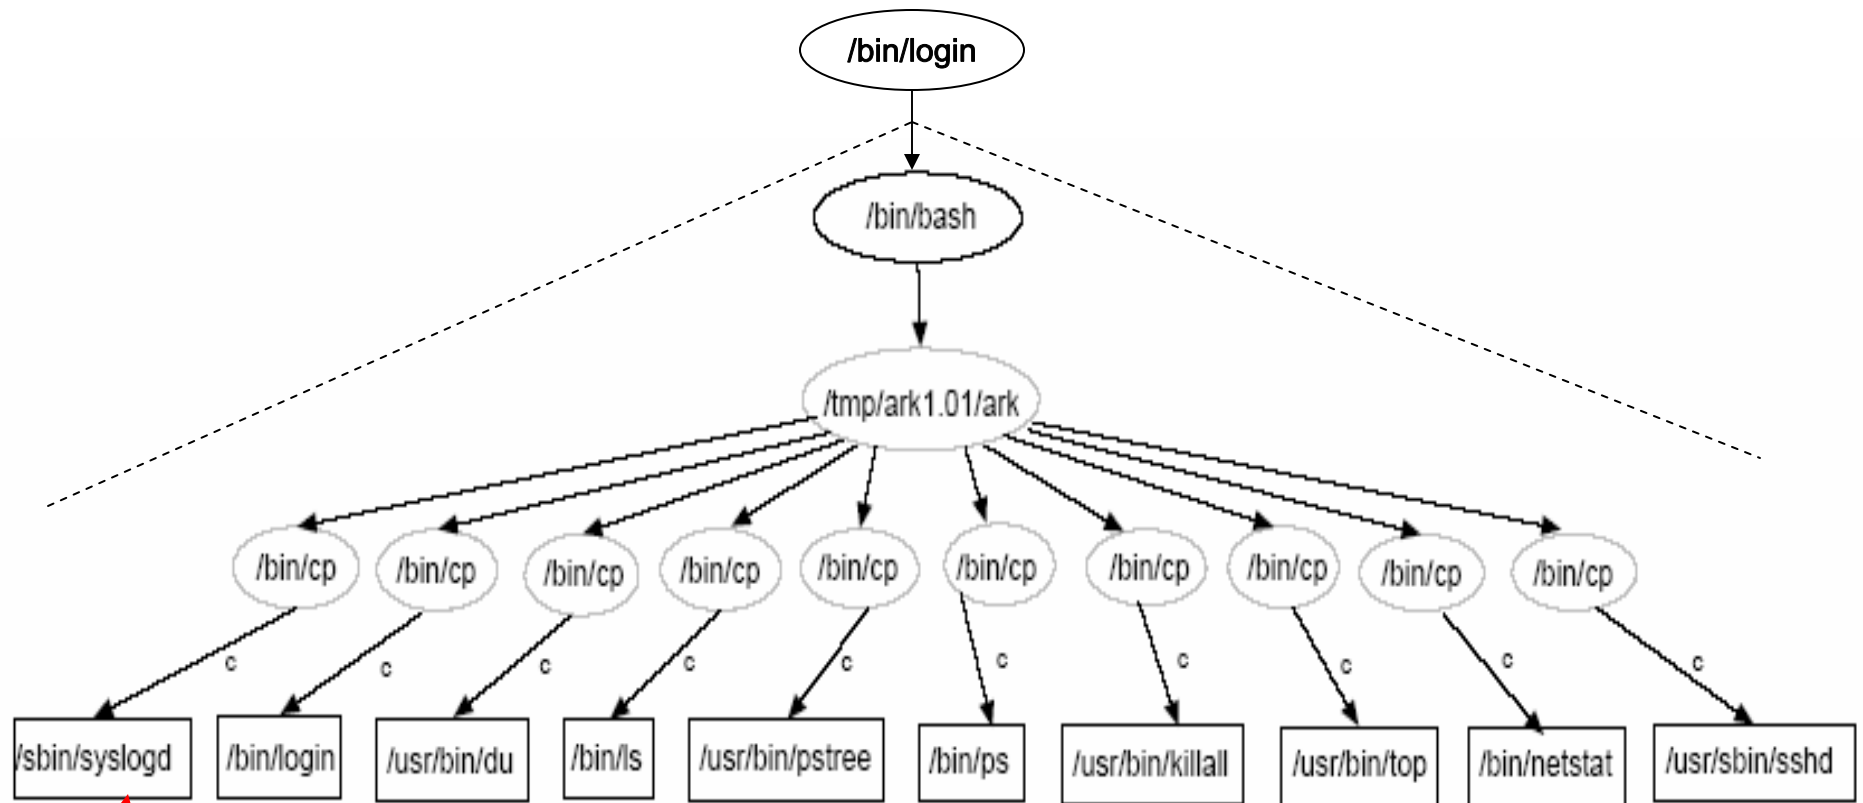 /bin/login
/bin/bash
/tmp/ark1.01/ark
/bin/cp /bin/cp /bin/cp /bin/cp /bin/cp /bin/cp /bin/cp /bin/cp /bin/cp /bin/cp
c c c c c c c c c c
/sbin/syslogd /bin/login /usr/bin/du /bin/ls /usr/bin/pstree /bin/ps /usr/bin/killall /usr/bin/top /bin/netstat /usr/sbin/sshd